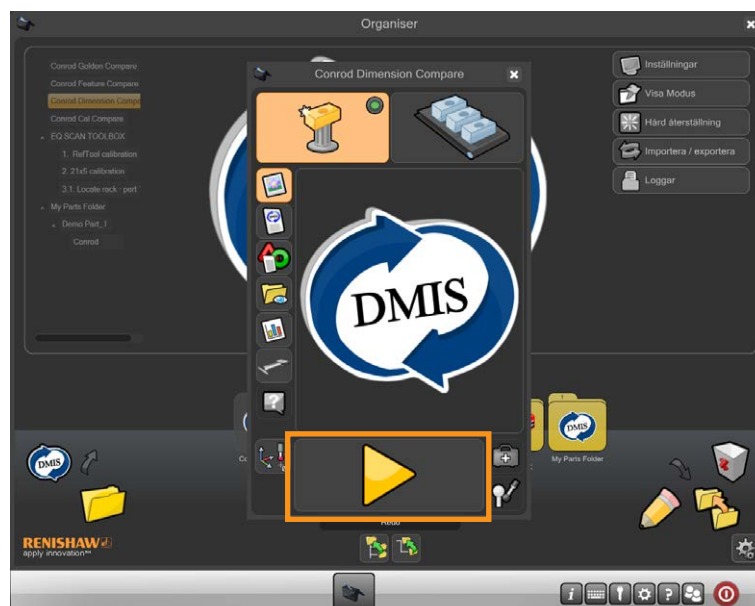 Organiser
Conrod Golden Compare
Conrod Feature Compare
Conrod Dimension Compa
Conrod Cal Compare
EQ SCAN TOOLBOX
1. RefTool calibration
2. 21x5 calibration
3.1. Locate rock - part
My Parts Folder
Demo Part_1
Conrod
Conrod Dimension Compare
DMIS
Inställningar
Visa Modus
Hård återställning
Importera / exportera
Loggar
DMIS
DMIS
My Parts Folder
Redo
RENISHAW
apply innovation™